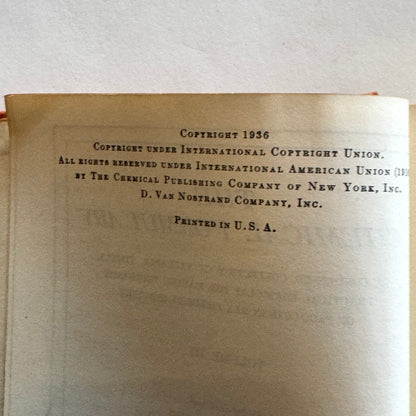 Copyright 1936
Copyright under International Copyright Union.
All rights reserved under International American Union
by The Chemical Publishing Company of New York, Inc.
D. Van Nostrand Company, Inc.
Printed in U. S. A.